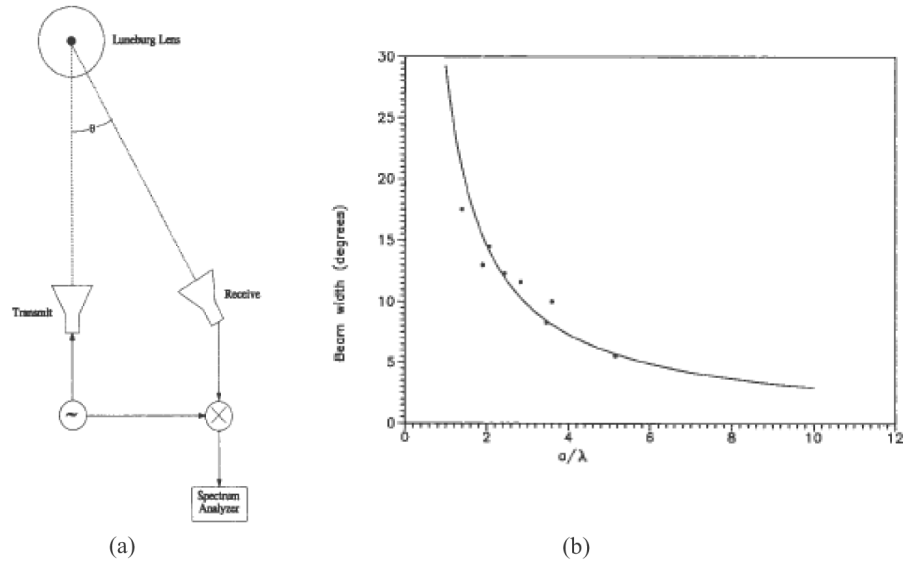 Luneburg Lens
θ
Transmit
Receive
~
Spectrum
Analyzer
(a)
30
25
20
15
10
5
0
Beam width (degrees)
0 2 4 6 8 10 12
a/λ
(b)